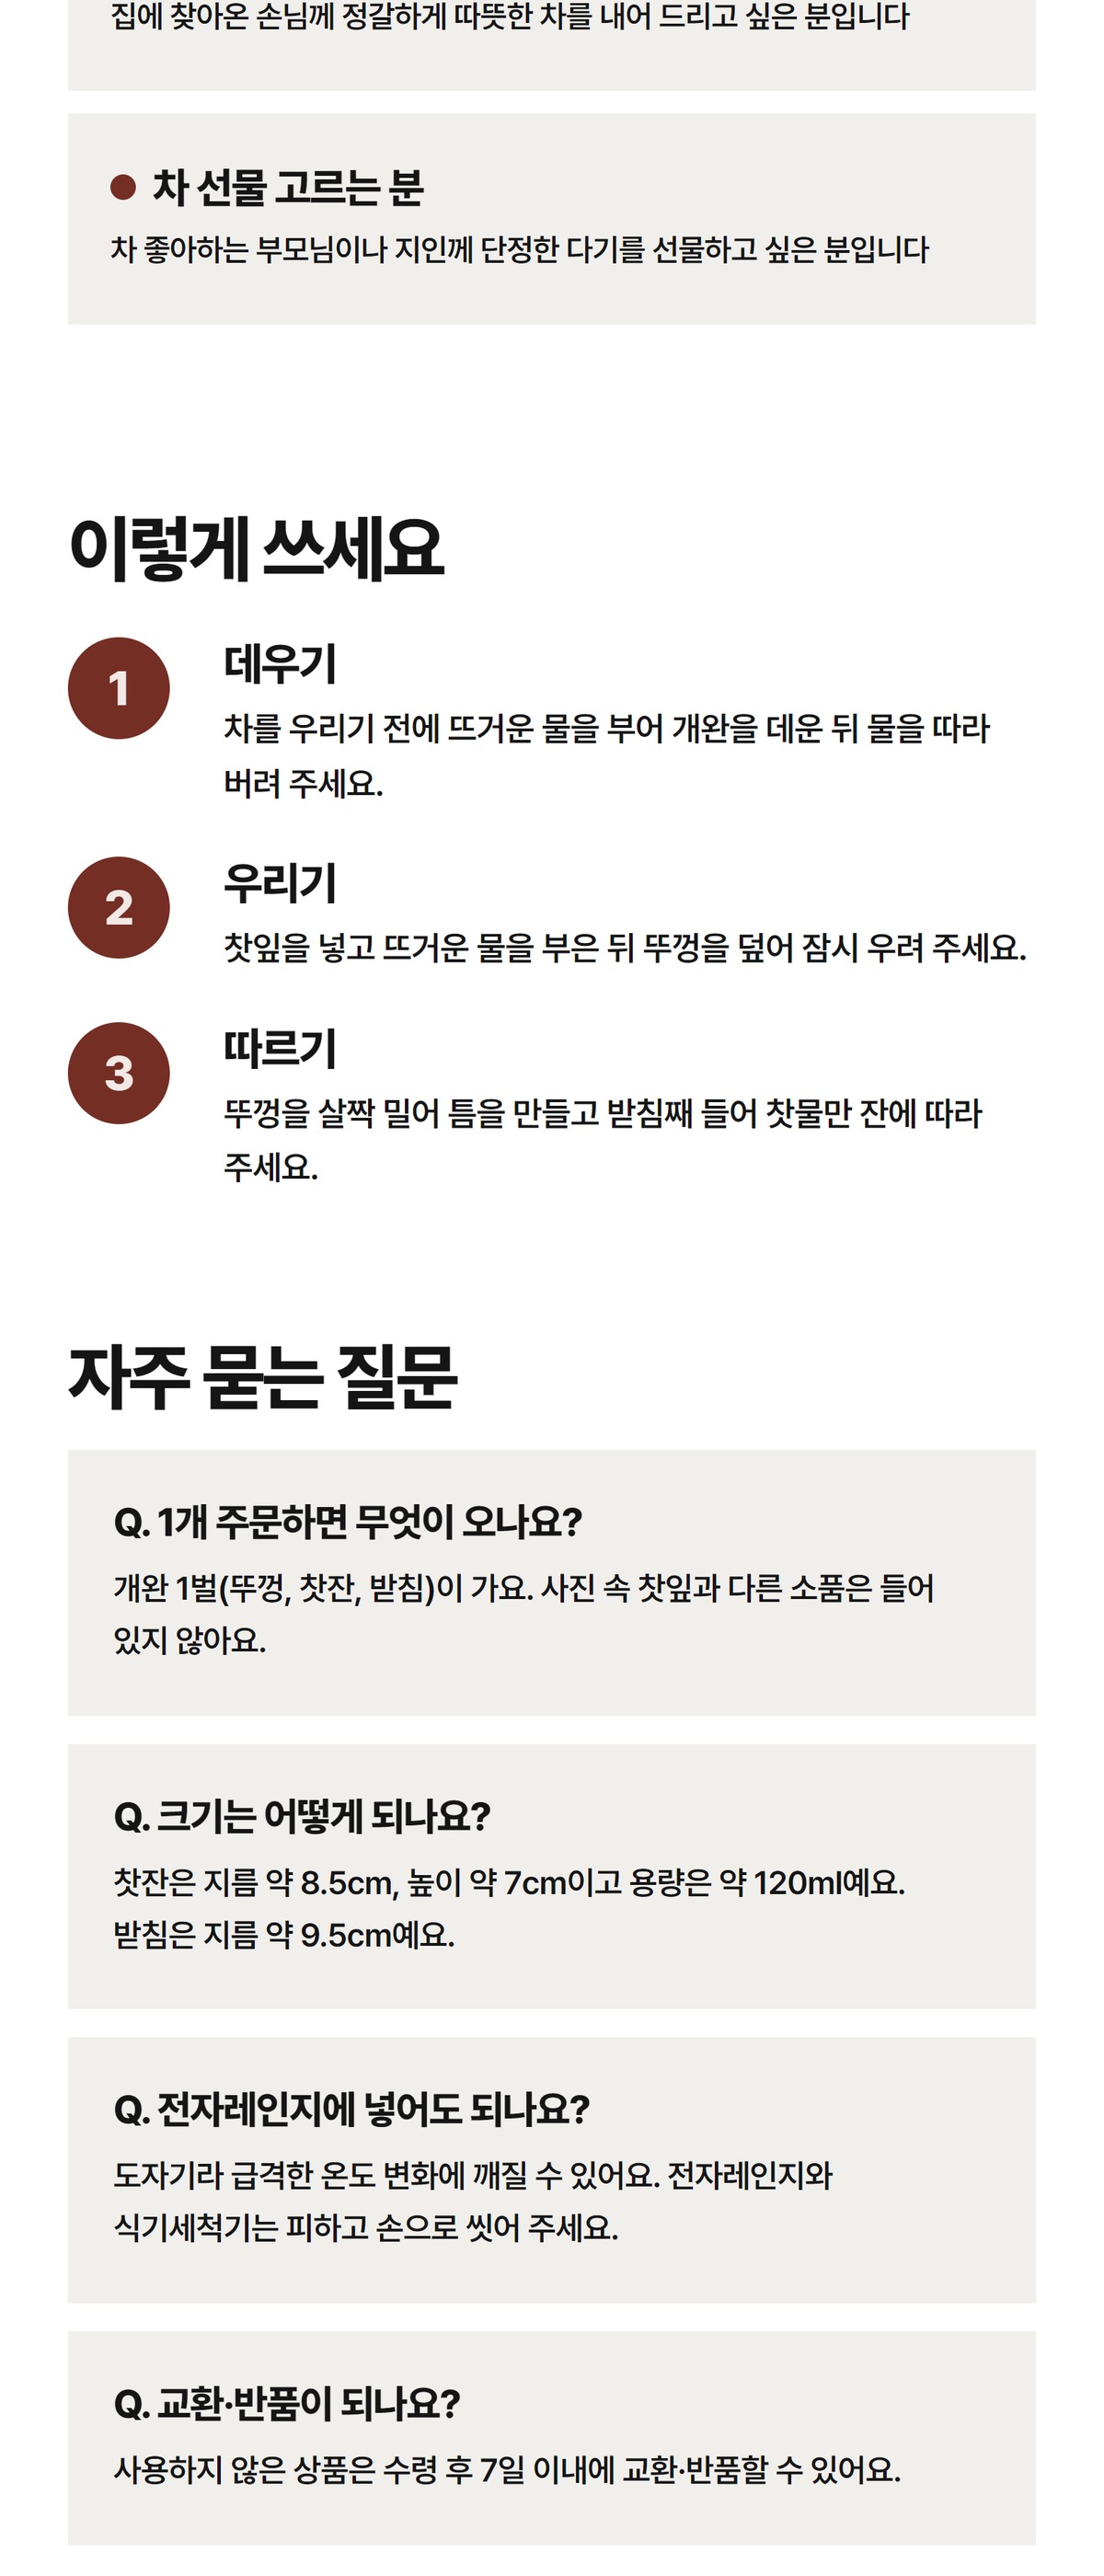 집에 찾아온 손님께 정갈하게 따뜻한 차를 내어 드리고 싶은 분입니다
차 선물 고르는 분
차 좋아하는 부모님이나 지인께 단정한 다기를 선물하고 싶은 분입니다
이렇게 쓰세요
1
데우기
차를 우리기 전에 뜨거운 물을 부어 개완을 데운 뒤 물을 따라
버려 주세요.
2
우리기
찻잎을 넣고 뜨거운 물을 부은 뒤 뚜껑을 덮어 잠시 우려 주세요.
3
따르기
뚜껑을 살짝 밀어 틈을 만들고 받침째 들어 찻물만 잔에 따라
주세요.
자주 묻는 질문
Q. 1개 주문하면 무엇이 오나요?
개완 1벌(뚜껑, 찻잔, 받침)이 가요. 사진 속 찻잎과 다른 소품은 들어
있지 않아요.
Q. 크기는 어떻게 되나요?
찻잔은 지름 약 8.5cm, 높이 약 7cm이고 용량은 약 120ml예요.
받침은 지름 약 9.5cm예요.
Q. 전자레인지에 넣어도 되나요?
도자기라 급격한 온도 변화에 깨질 수 있어요. 전자레인지와
식기세척기는 피하고 손으로 씻어 주세요.
Q. 교환·반품이 되나요?
사용하지 않은 상품은 수령 후 7일 이내에 교환·반품할 수 있어요.